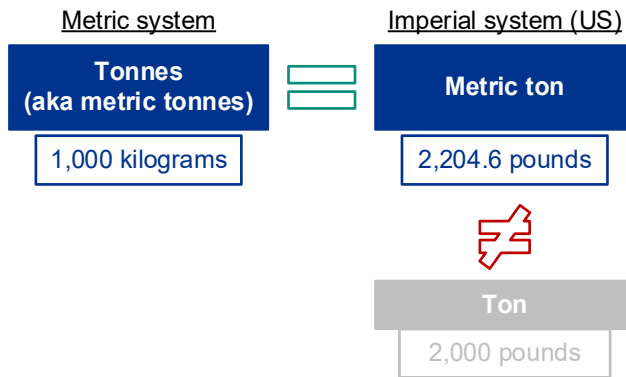 Metric system
Imperial system (US)
Tonnes
(aka metric tonnes)
Metric ton
1,000 kilograms
2,204.6 pounds
Ton
2,000 pounds